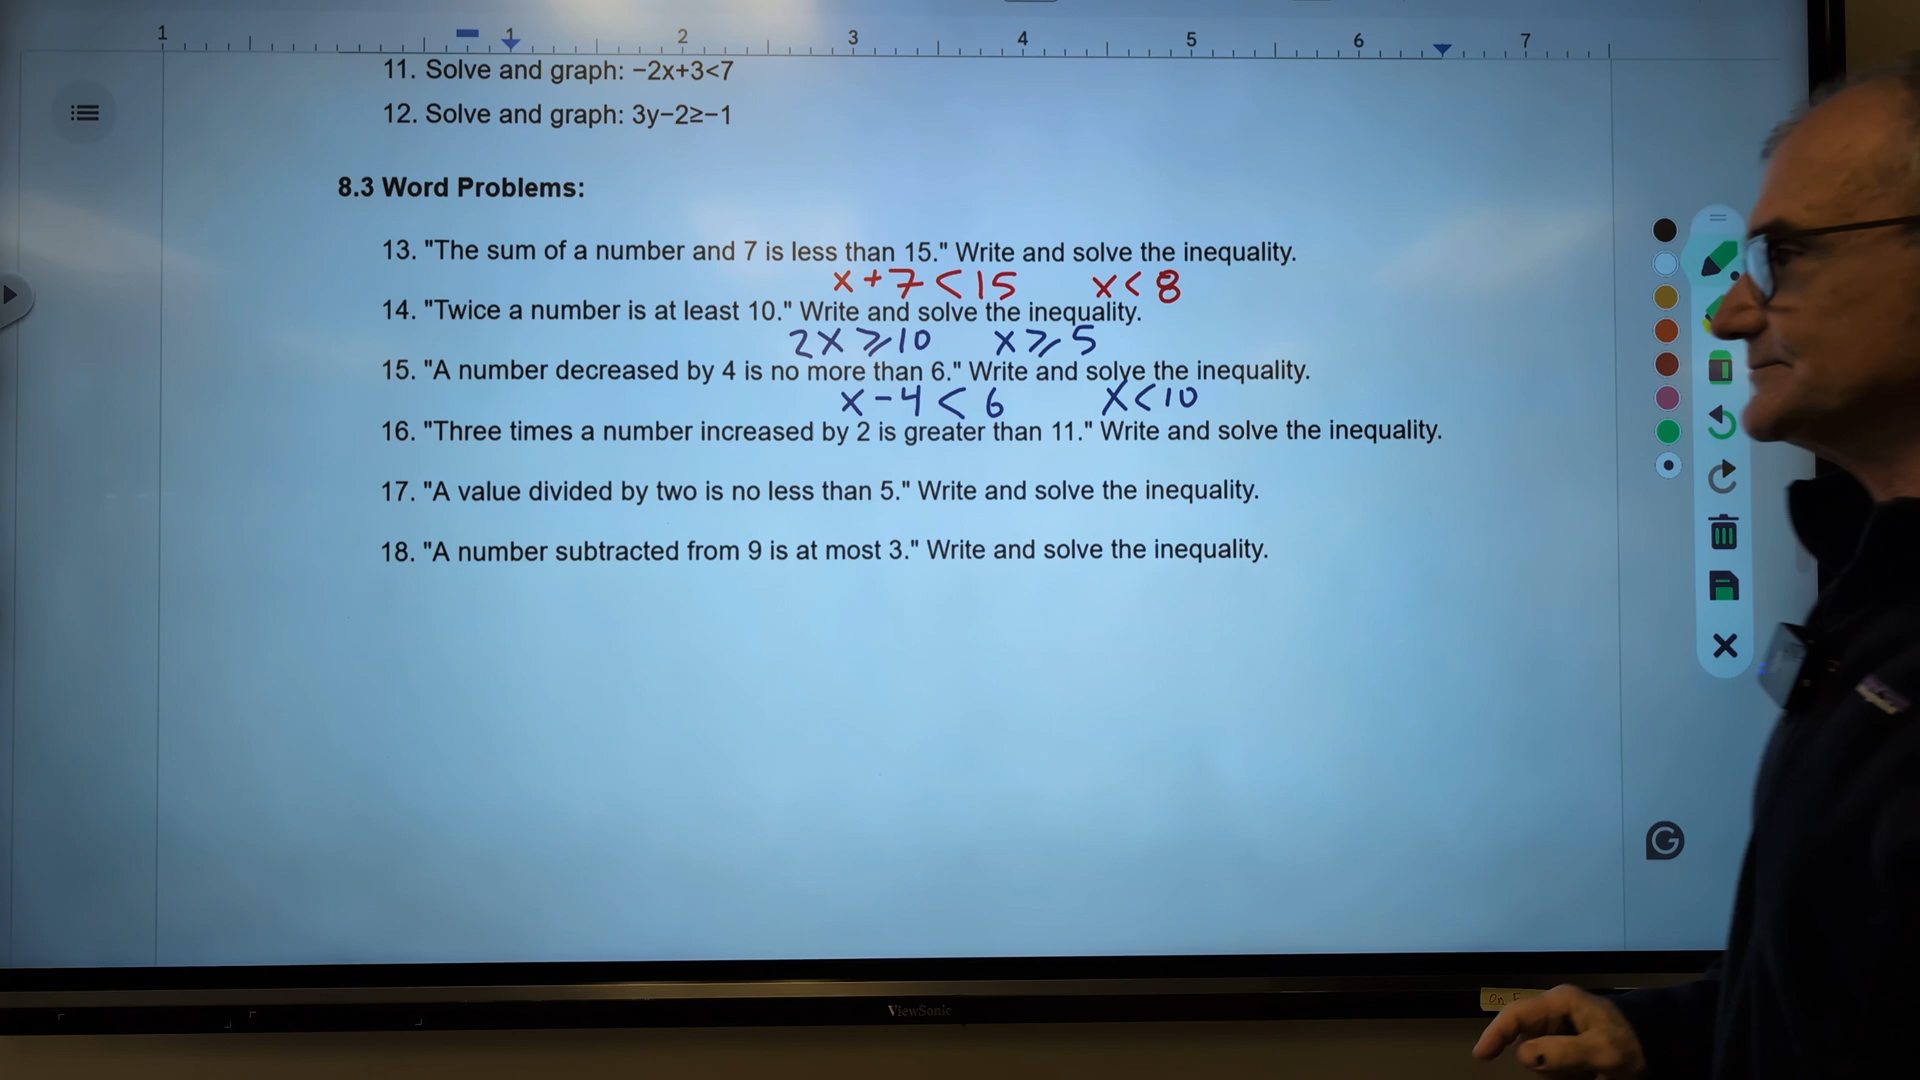 1 1 2 3 4 5 6 7
11. Solve and graph: −2x+3<7
12. Solve and graph: 3y−2≥−1
8.3 Word Problems:
13. "The sum of a number and 7 is less than 15." Write and solve the inequality.
x+7<15 x<8
14. "Twice a number is at least 10." Write and solve the inequality.
2x⩾10 x⩾5
15. "A number decreased by 4 is no more than 6." Write and solve the inequality.
x-4<6 x<10
16. "Three times a number increased by 2 is greater than 11." Write and solve the inequality.
17. "A value divided by two is no less than 5." Write and solve the inequality.
18. "A number subtracted from 9 is at most 3." Write and solve the inequality.
ViewSonic
On